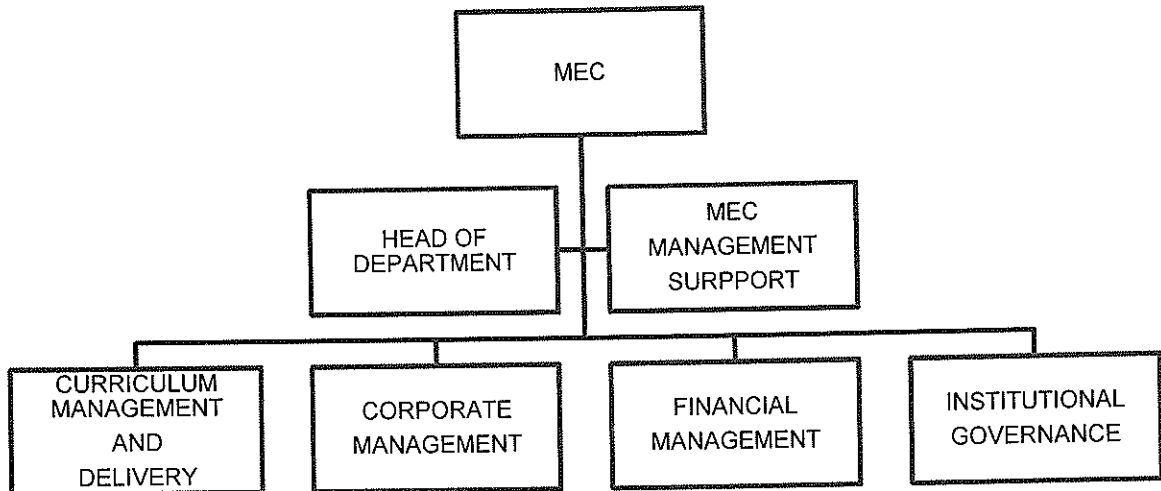 MEC
HEAD OF
DEPARTMENT
MEC
MANAGEMENT
SURPPORT
CURRICULUM
MANAGEMENT
AND
DELIVERY
CORPORATE
MANAGEMENT
FINANCIAL
MANAGEMENT
INSTITUTIONAL
GOVERNANCE